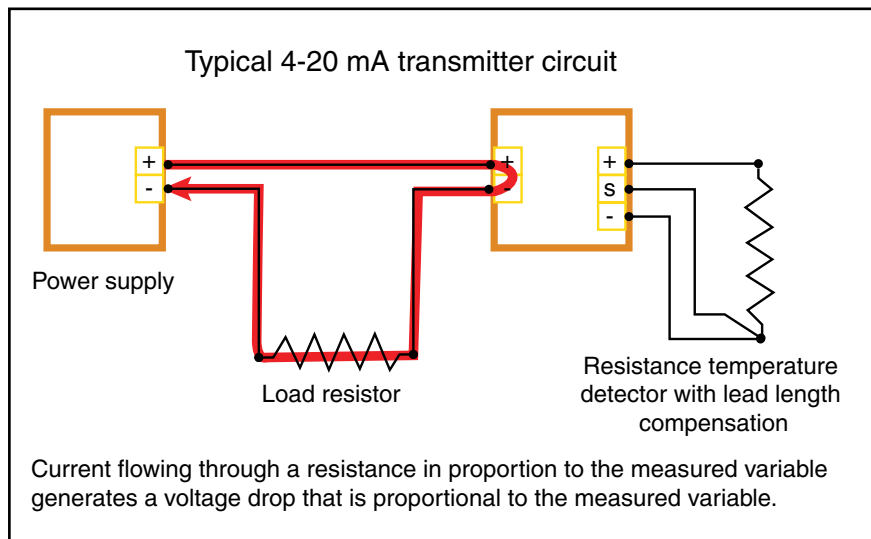 Typical 4-20 mA transmitter circuit
+
-
+
-
+
s
-
Power supply
Load resistor
Resistance temperature
detector with lead length
compensation
Current flowing through a resistance in proportion to the measured variable
generates a voltage drop that is proportional to the measured variable.